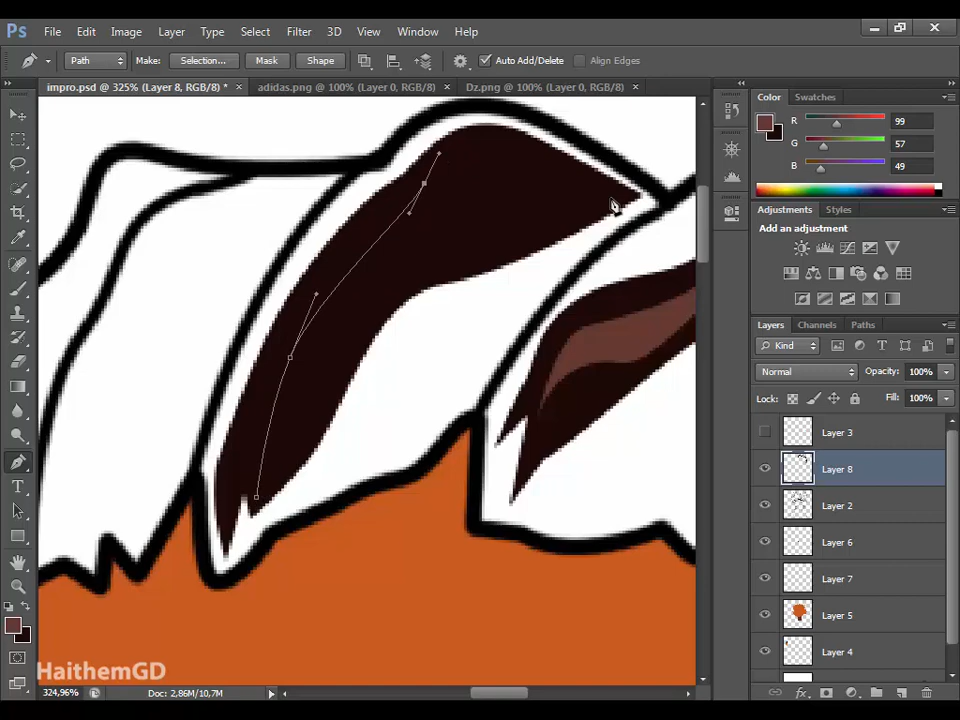 Ps File Edit Image Layer Type Select Filter 3D View Window Help
Path Make: Selection... Mask Shape Auto Add/Delete Align Edges
impro.psd @ 325% (Layer 8, RGB/8) * × adidas.png @ 100% (Layer 0, RGB/8) × Dz.png @ 100% (Layer 0, RGB/8) ×
Color Swatches
R 99
G 57
B 49
Adjustments Styles
Add an adjustment
Layers Channels Paths
Kind T
Normal Opacity: 100%
Lock: Fill: 100%
Layer 3
Layer 8
Layer 2
Layer 6
Layer 7
Layer 5
Layer 4
T
HaithemGD
324,96% Doc: 2,86M/10,7M
fx